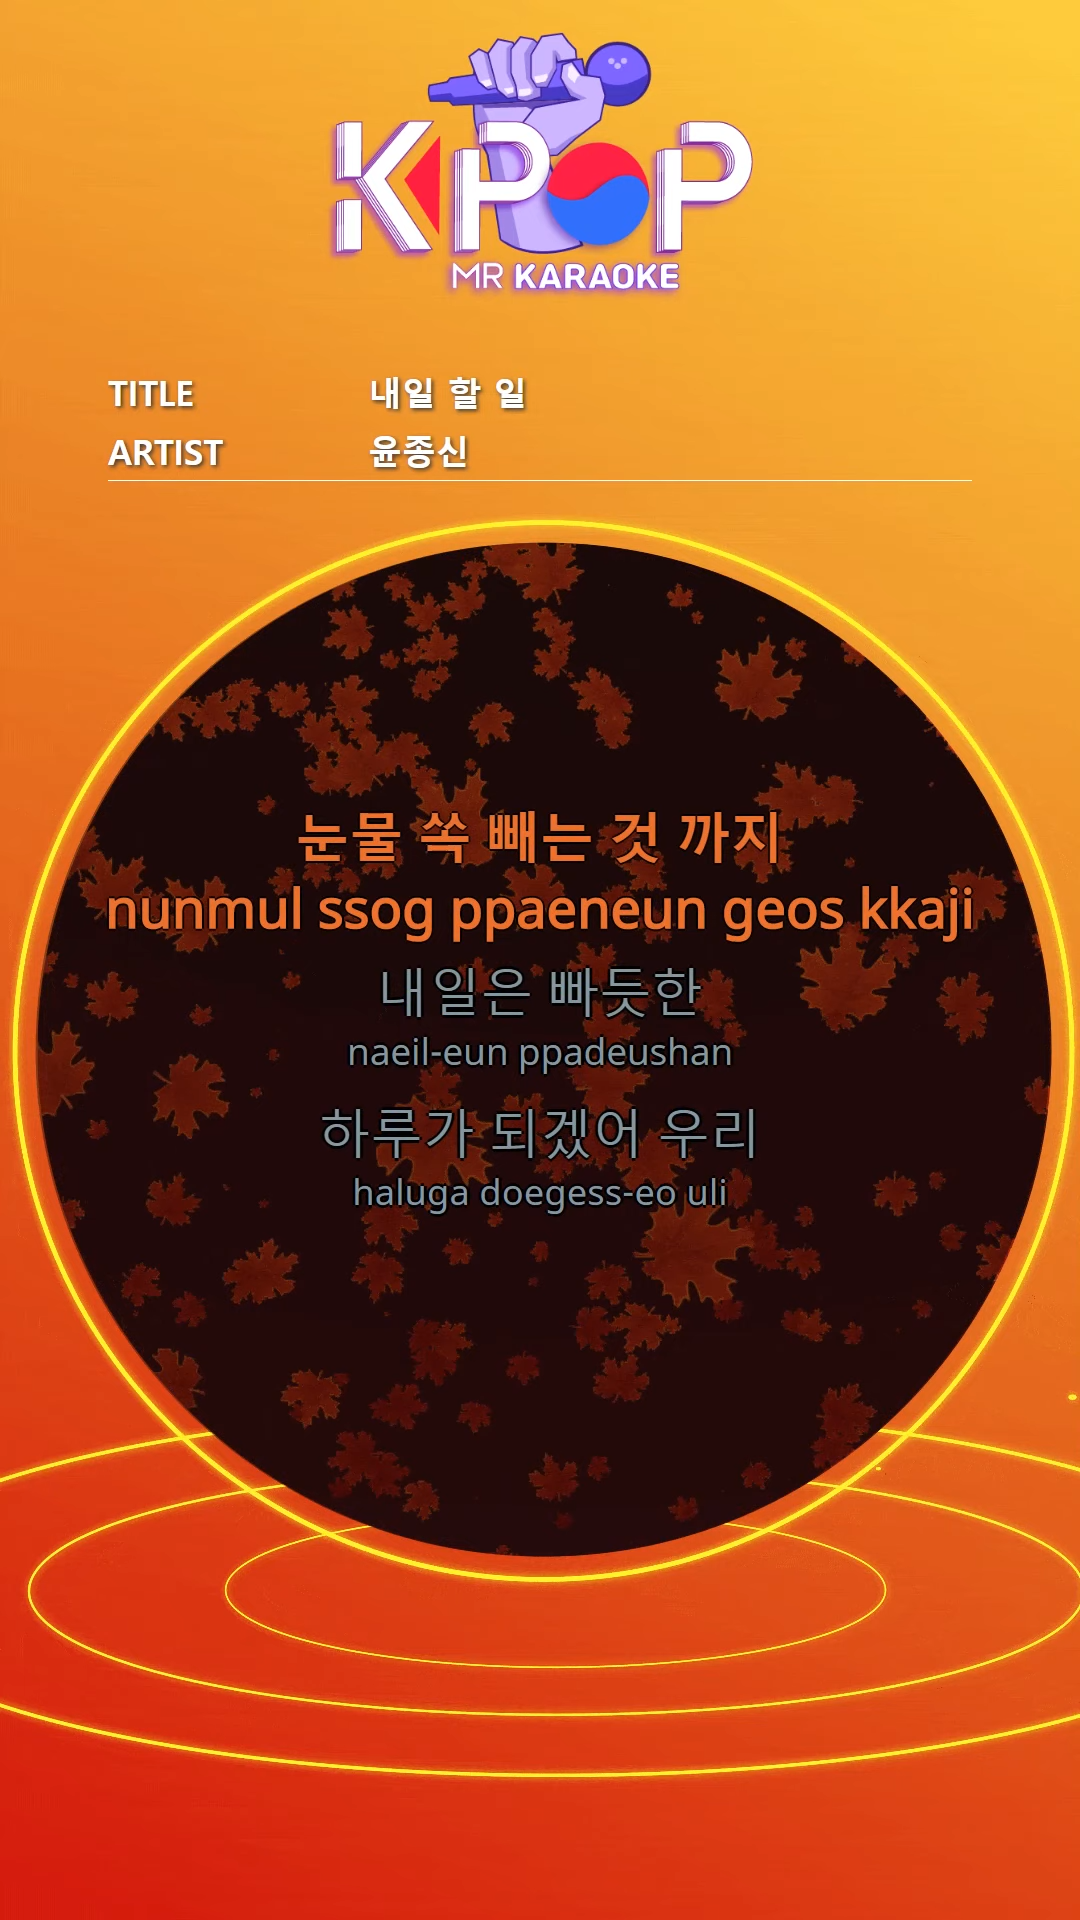 KPOP
MR KARAOKE
TITLE 내일 할 일
ARTIST 윤종신
눈물 쏙 빼는 것 까지
nunmul ssog ppaeneun geos kkaji
내일은 빠듯한
naeil-eun ppadeushan
하루가 되겠어 우리
haluga doegess-eo uli